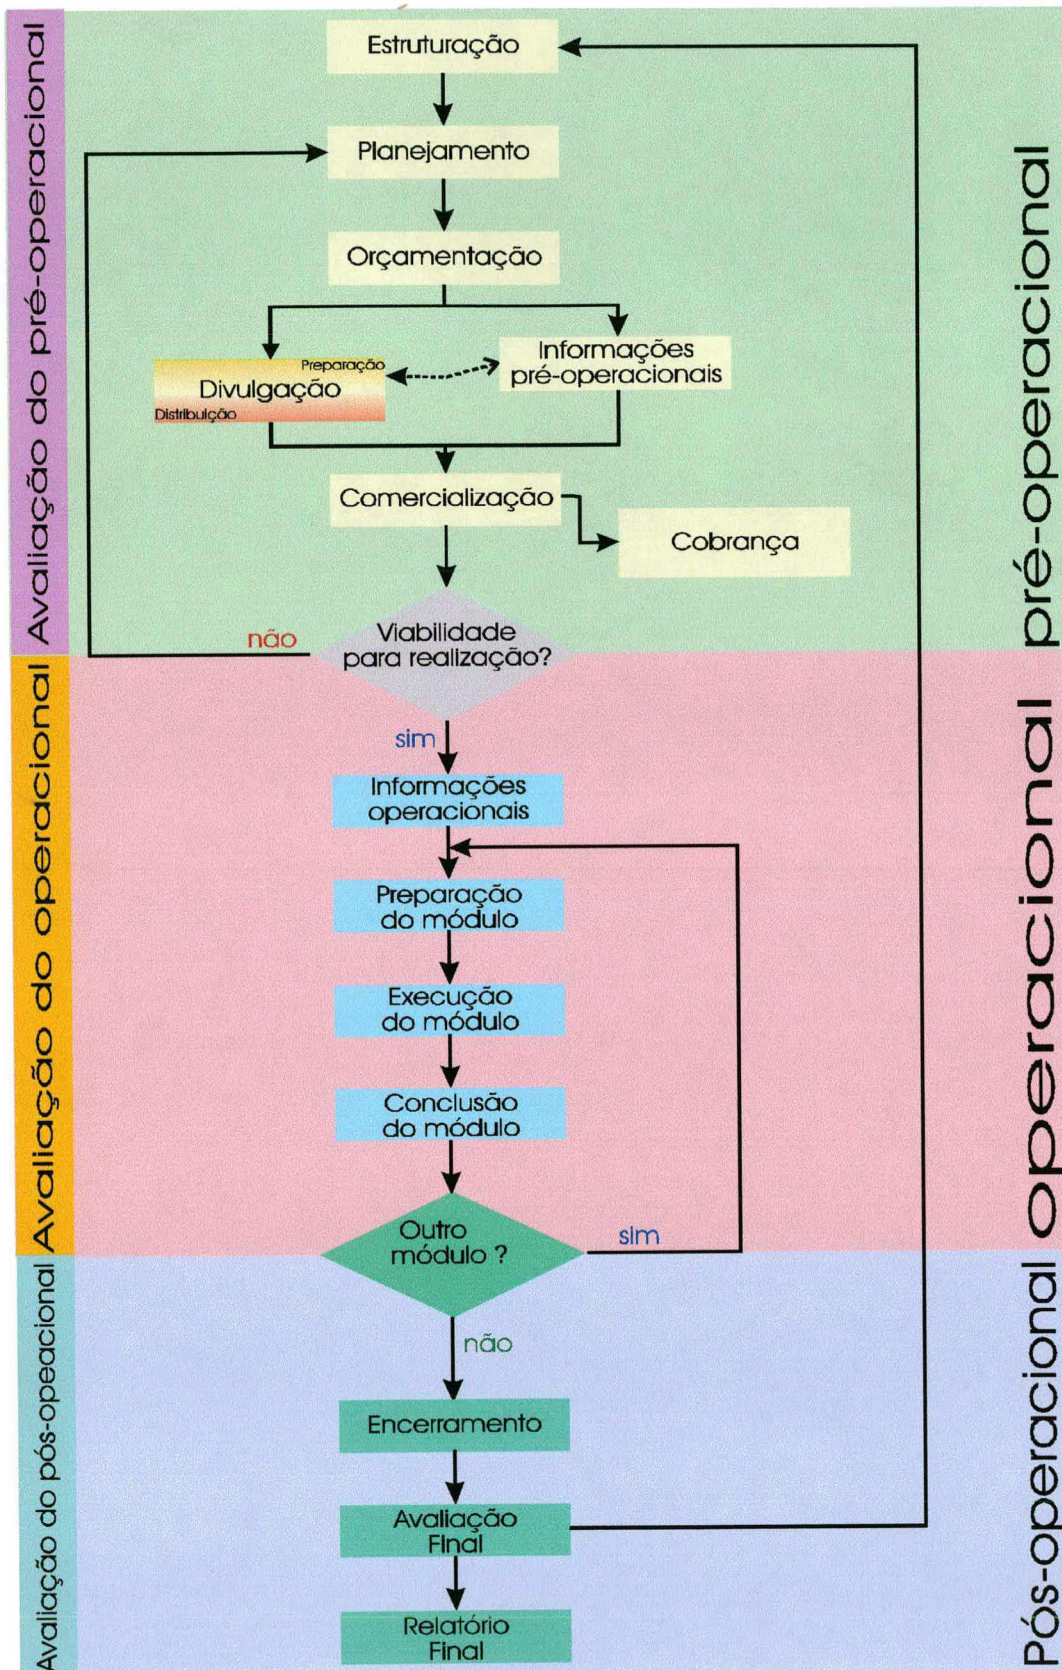 Estruturação
Planejamento
Orçamentação
Preparação
Divulgação
Distribuição
Informações
pré-operacionais
Comercialização
Cobrança
Viabilidade
para realização?
não
sim
Informações
operacionais
Preparação
do módulo
Execução
do módulo
Conclusão
do módulo
Outro
módulo ?
sim
não
Encerramento
Avaliação
Final
Relatório
Final
Avaliação do pré-operacional
Avaliação do operacional
Avaliação do pós-opeacional
pré-operacional
operacional
Pós-operacional